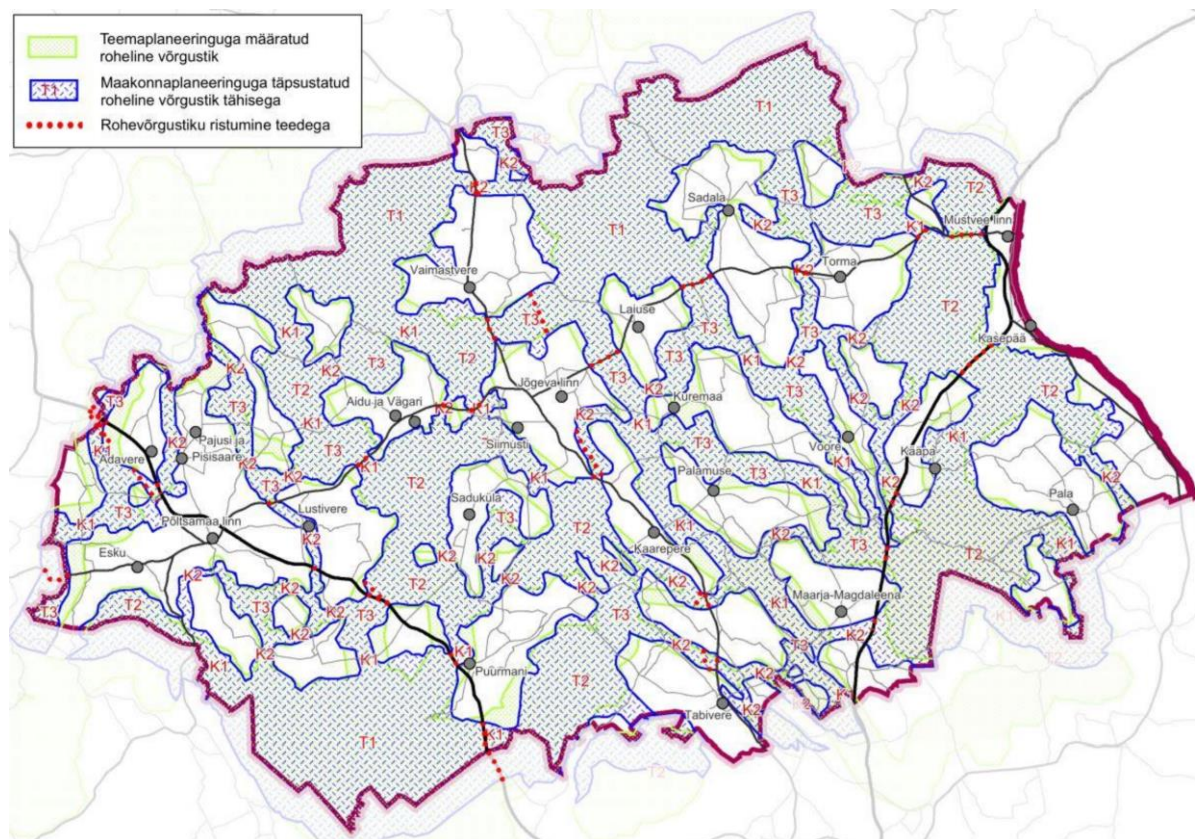 Teemaplaneeringuga määratud
roheline võrgustik
T1
Maakonnaplaneeringuga täpsustatud
roheline võrgustik tähisega
Rohevõrgustiku ristumine teedega
T1
T3
K2
K2
K2
T1
T1
Sadala
K2
T3
T3
K2
T2
Mustvee linn
K1
Vaimastvere
K2
Torma
T2
Laiuse
T3
T3
T3
Kasepää
K1
K1
T3
T2
K2
T2
K1
Jõgeva linn
T3
K1
K2
T3
K2
Aidu ja Vägari
K2
K1
Siimusti
K2
K2
Kuremaa
K1
K2
K2
T3
Adavere
K1
K2
Pajusi ja
Pisisaare
T3
K1
T3
K1
K2
T3
K2
T2
Palamuse
T3
K1
Voore
K1
K1
Kaapa
K2
Pala
K2
T3
K1
Põltsamaa linn
Lustivere
K2
Saduküla
T3
K1
T2
Kaarepere
K1
T3
T2
K1
Esku
K2
K2
K2
T2
K2
K2
K2
K2
T3
T2
T3
K2
K2
K2
T3
K1
T3
K1
Maarja-Magdaleena
K2
K1
K2
K1
K1
Puurmani
T2
K2
T3
K2
K2
K1
K2
Tabivere
T1
K1
T2
T2